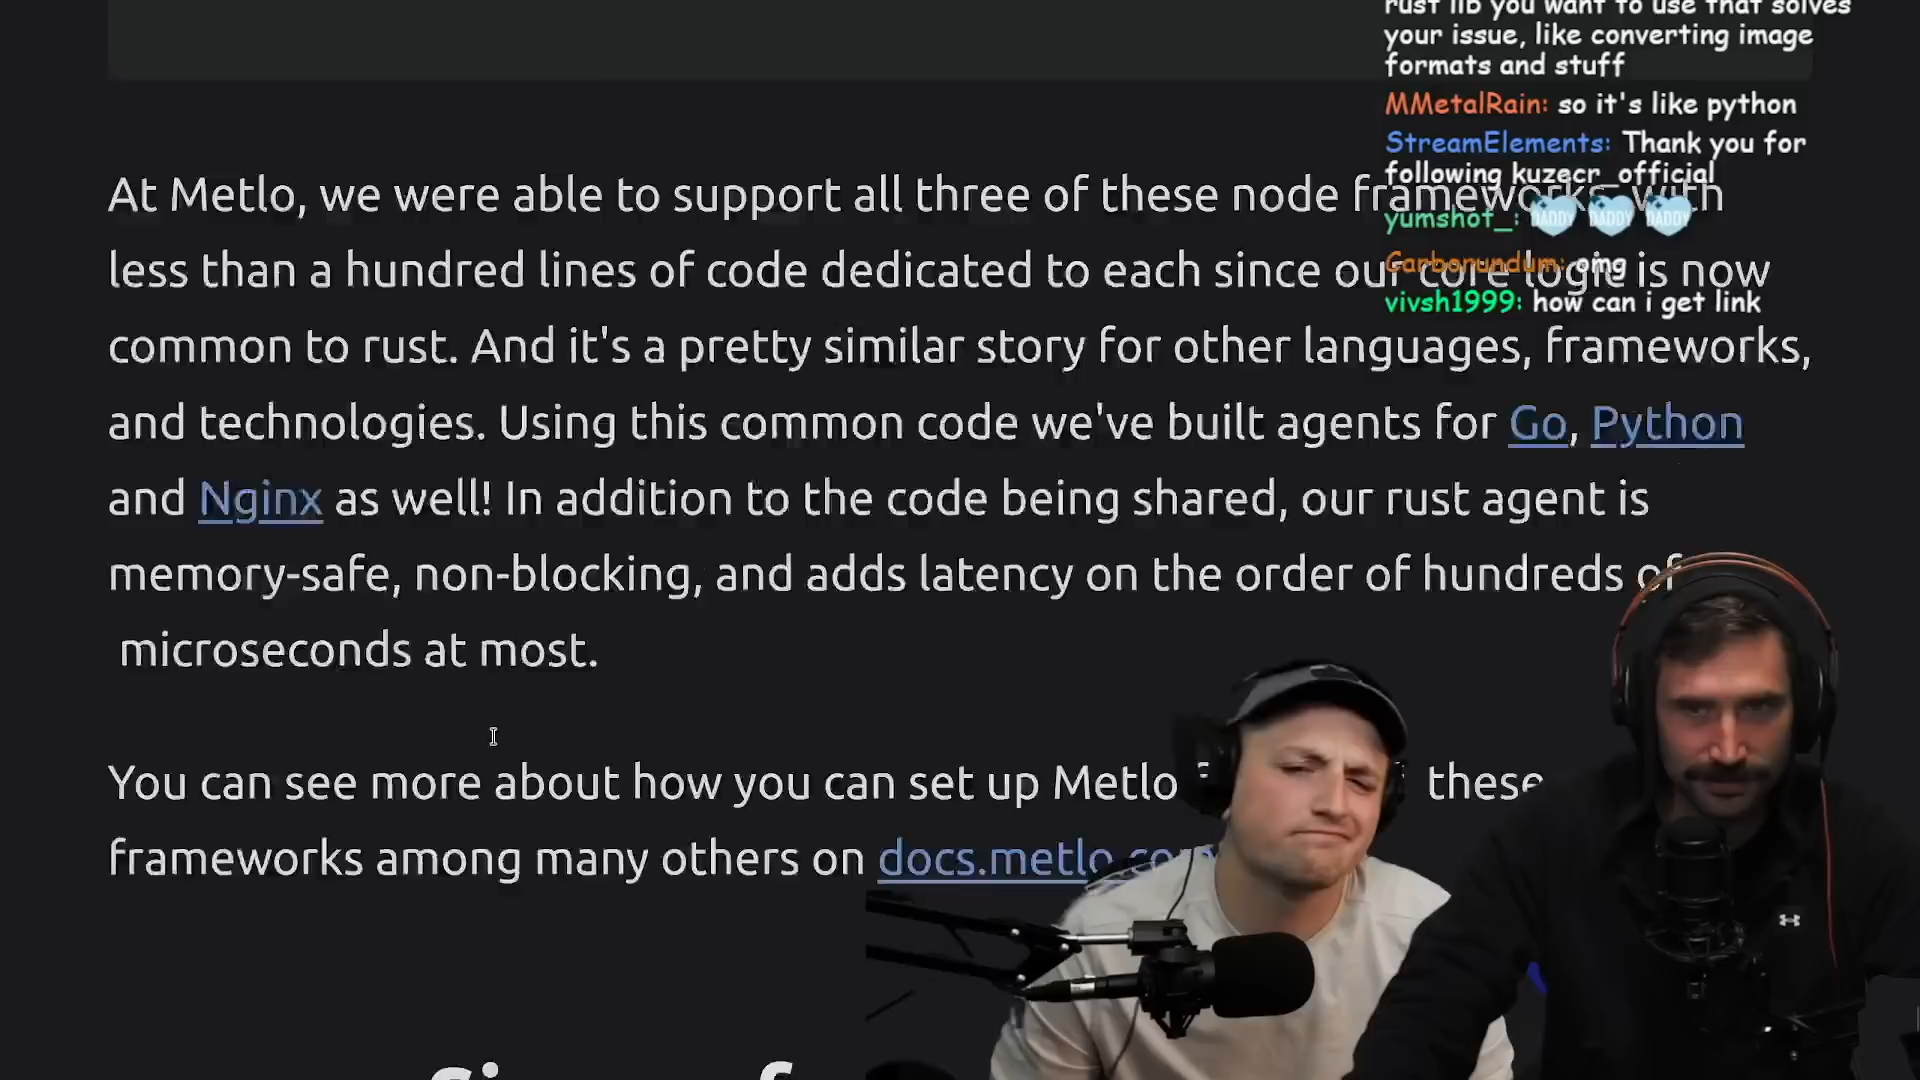 rust lib you want to use that solves
your issue, like converting image
formats and stuff
MMetalRain: so it's like python
StreamElements: Thank you for
following kuzecr_official
yumshot_: DADDY DADDY DADDY
Carborundum: omg
vivsh1999: how can i get link
At Metlo, we were able to support all three of these node frameworks with
less than a hundred lines of code dedicated to each since our core logic is now
common to rust. And it's a pretty similar story for other languages, frameworks,
and technologies. Using this common code we've built agents for Go, Python
and Nginx as well! In addition to the code being shared, our rust agent is
memory-safe, non-blocking, and adds latency on the order of hundreds of
microseconds at most.
You can see more about how you can set up Metlo these
frameworks among many others on docs.metlo.com